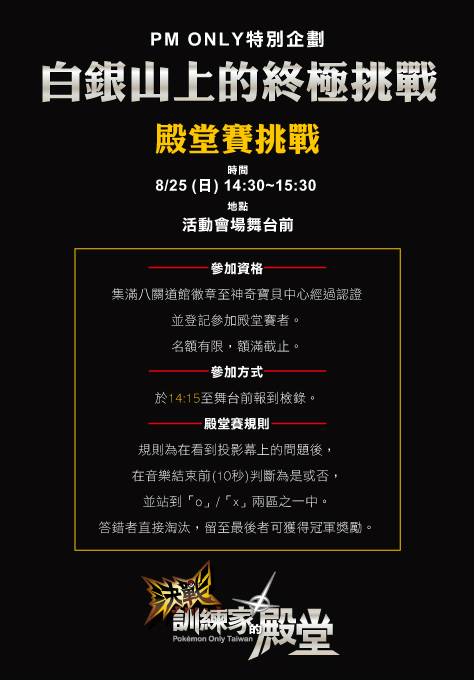 PM ONLY特別企劃
白銀山上的終極挑戰
殿堂賽挑戰
時間
8/25 (日) 14:30~15:30
地點
活動會場舞台前
參加資格
集滿八關道館徽章至神奇寶貝中心經過認證
並登記參加殿堂賽者。
名額有限，額滿截止。
參加方式
於14:15至舞台前報到檢錄。
殿堂賽規則
規則為在看到投影幕上的問題後，
在音樂結束前(10秒)判斷為是或否，
並站到「o」/「x」兩區之一中。
答錯者直接淘汰，留至最後者可獲得冠軍獎勵。
決戰
訓練家的殿堂
Pokémon Only Taiwan